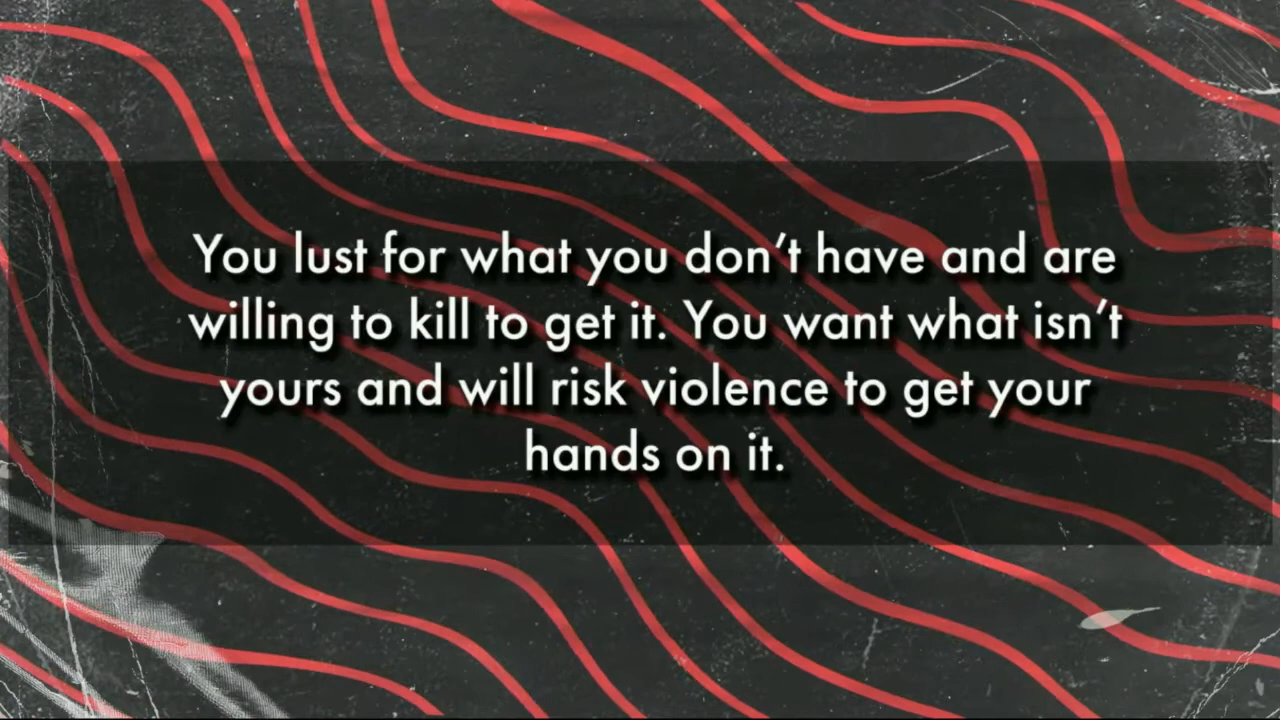 You lust for what you don’t have and are
willing to kill to get it. You want what isn’t
yours and will risk violence to get your
hands on it.